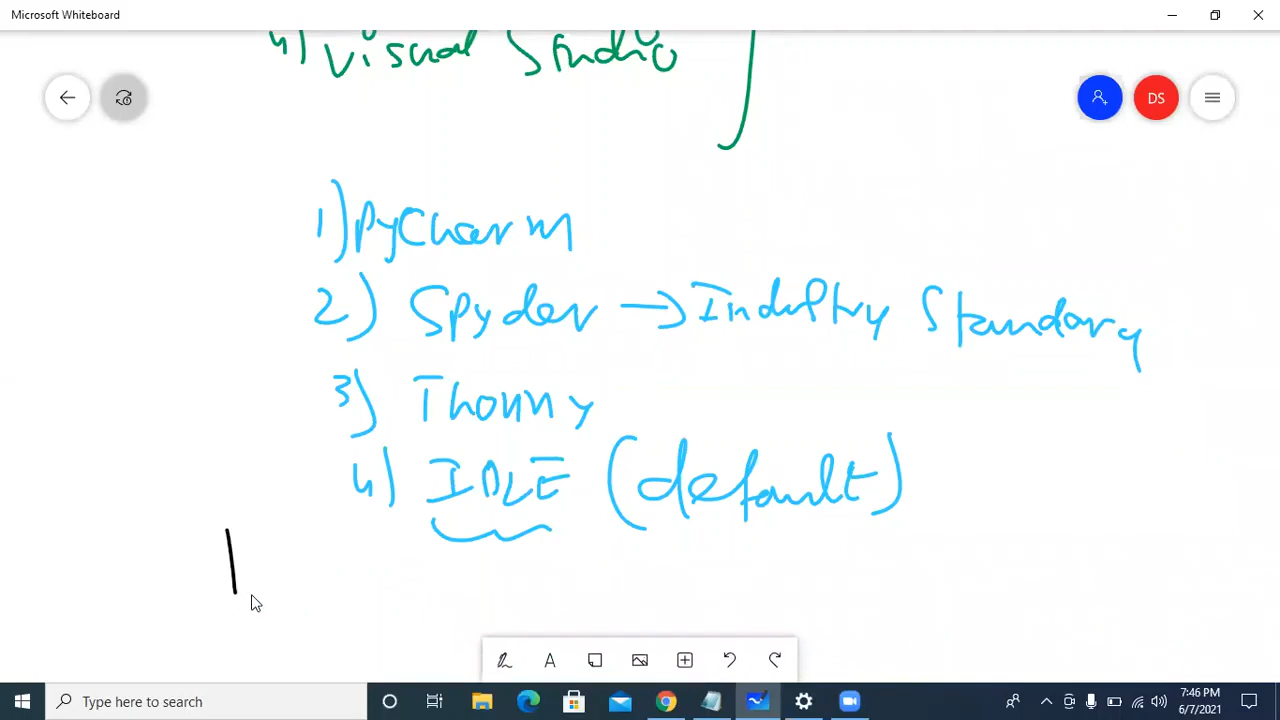 Microsoft Whiteboard
4) Visual Studio
DS
1) PyCharm
2) Spyder → Industry Standary
3) Thonny
4) IDLE (default)
A
Type here to search
7:46 PM
6/7/2021